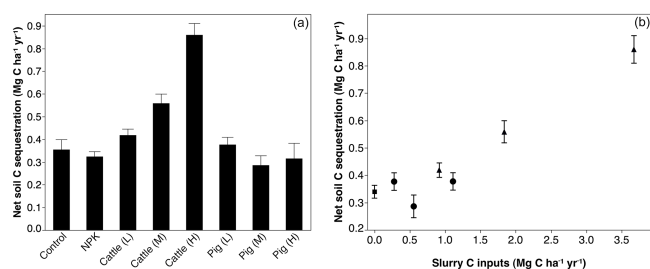 (a)
Net soil C sequestration (Mg C ha⁻¹ yr⁻¹)
0.9
0.8
0.7
0.6
0.5
0.4
0.3
0.2
0.1
0.0
Control
NPK
Cattle (L)
Cattle (M)
Cattle (H)
Pig (L)
Pig (M)
Pig (H)
(b)
Net soil C sequestration (Mg C ha⁻¹ yr⁻¹)
0.9
0.8
0.7
0.6
0.5
0.4
0.3
0.2
0.0 0.5 1.0 1.5 2.0 2.5 3.0 3.5
Slurry C inputs (Mg C ha⁻¹ yr⁻¹)